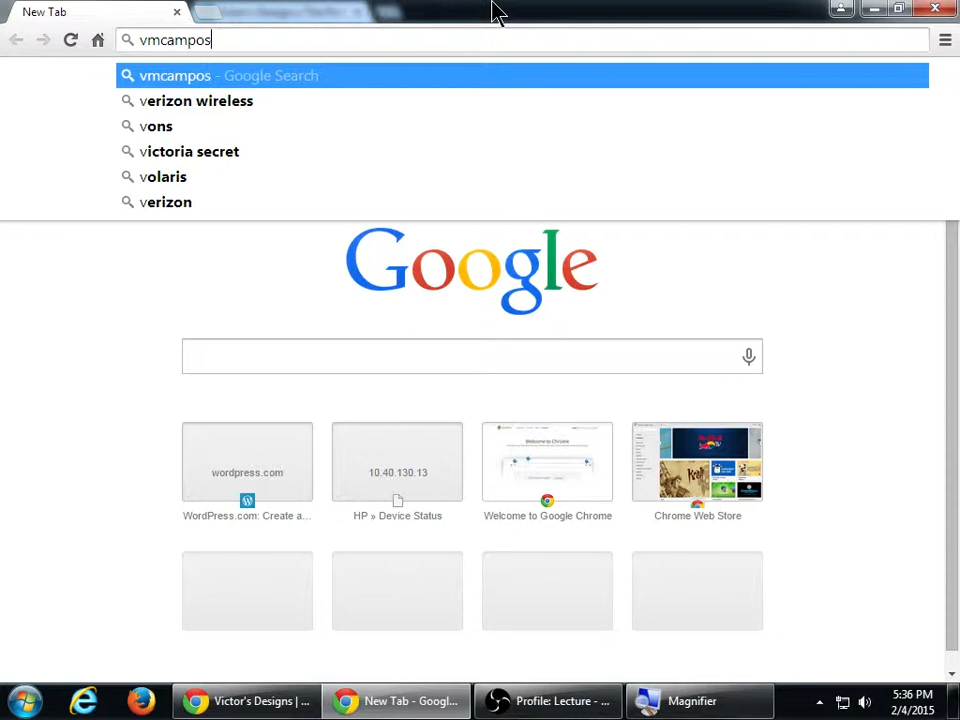 New Tab
vmcampos
vmcampos - Google Search
verizon wireless
vons
victoria secret
volaris
verizon
Google
wordpress.com
10.40.130.13
WordPress.com: Create a...
HP » Device Status
Welcome to Google Chrome
Chrome Web Store
Victor's Designs | ...
New Tab - Googl...
Profile: Lecture - ...
Magnifier
5:36 PM
2/4/2015